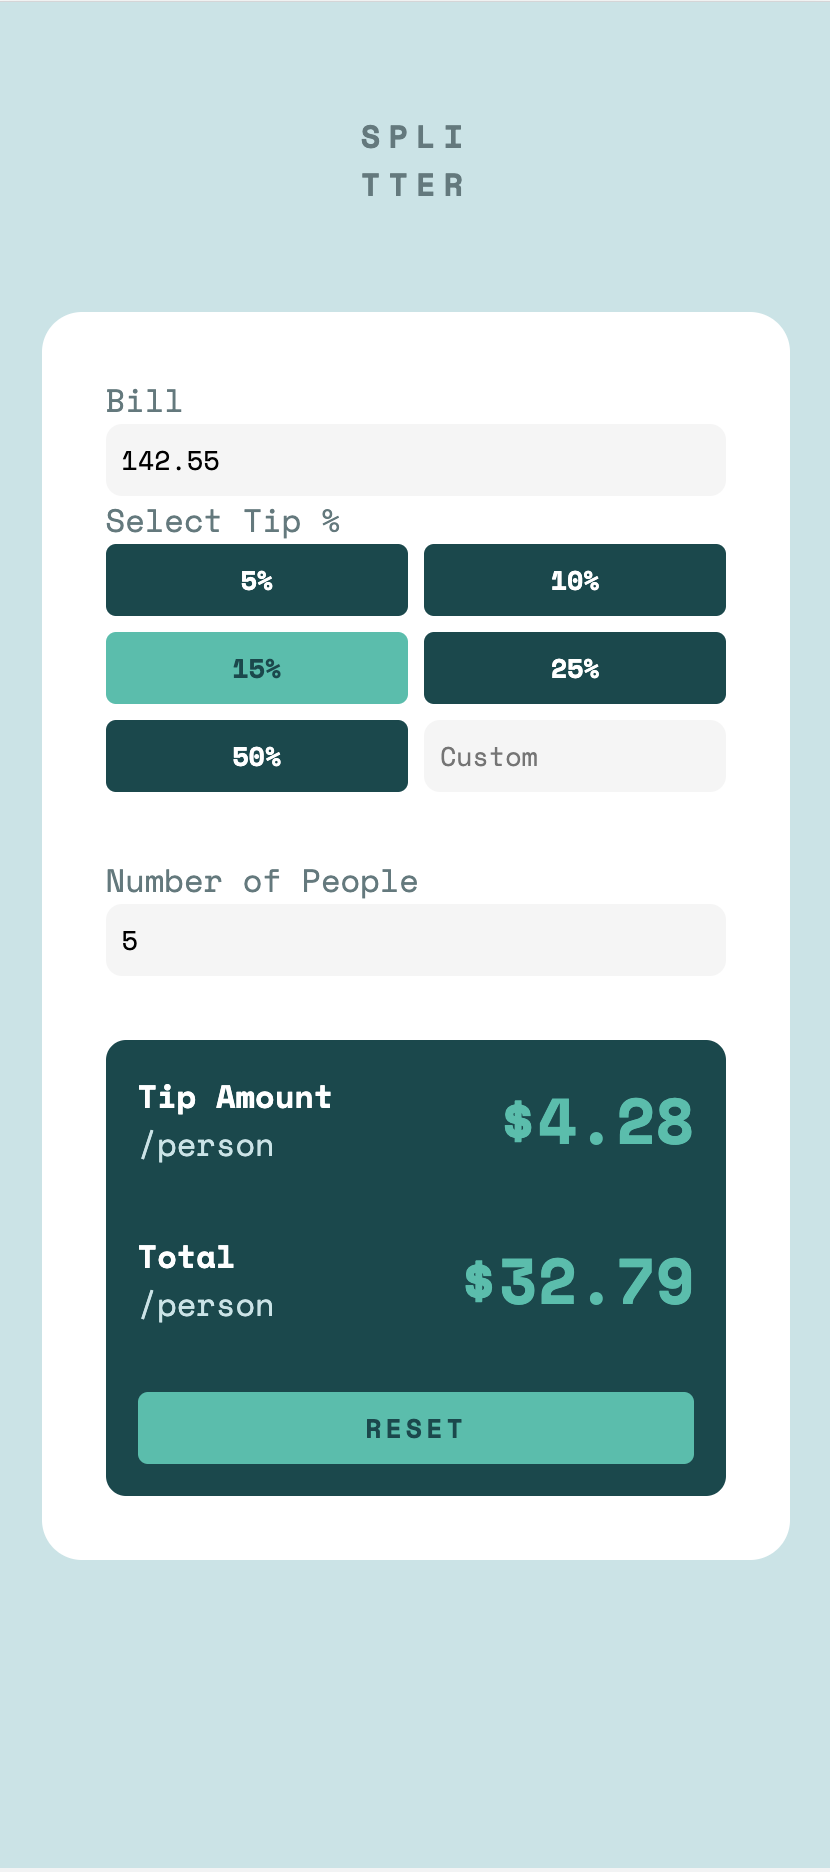 SPLI
TTER
Bill
142.55
Select Tip %
5%
10%
15%
25%
50%
Custom
Number of People
5
Tip Amount
/person
$4.28
Total
/person
$32.79
RESET